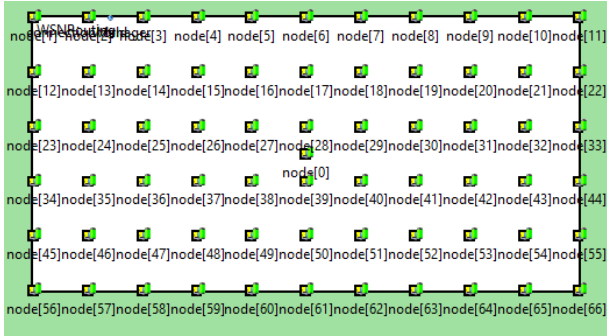 WSNRouting
node[1] node[2] node[3] node[4] node[5] node[6] node[7] node[8] node[9] node[10] node[11]
node[12] node[13] node[14] node[15] node[16] node[17] node[18] node[19] node[20] node[21] node[22]
node[23] node[24] node[25] node[26] node[27] node[28] node[29] node[30] node[31] node[32] node[33]
node[0]
node[34] node[35] node[36] node[37] node[38] node[39] node[40] node[41] node[42] node[43] node[44]
node[45] node[46] node[47] node[48] node[49] node[50] node[51] node[52] node[53] node[54] node[55]
node[56] node[57] node[58] node[59] node[60] node[61] node[62] node[63] node[64] node[65] node[66]